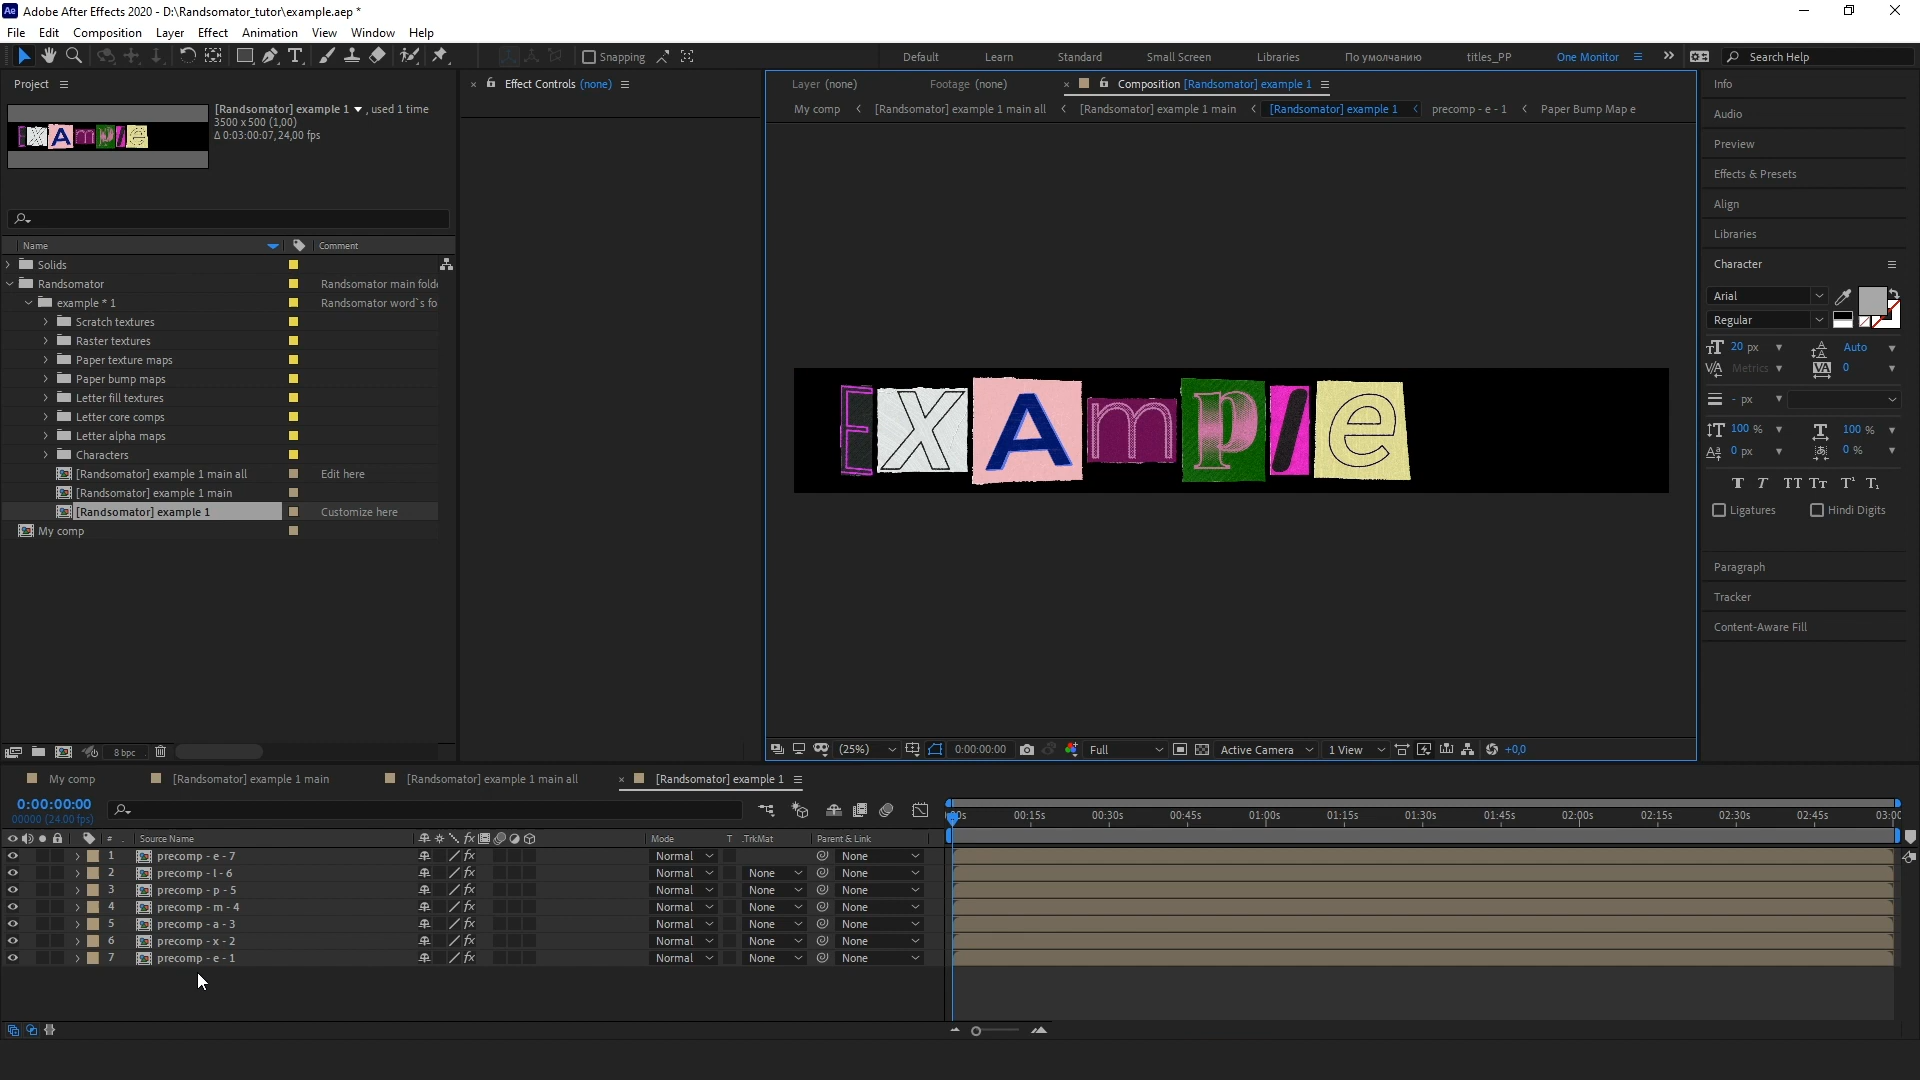 Adobe After Effects 2020 - D:\Randsomator_tutor\example.aep *
File Edit Composition Layer Effect Animation View Window Help
Snapping Default Learn Standard Small Screen Libraries По умолчанию titles_PP One Monitor Search Help
Project
[Randsomator] example 1 , used 1 time
3500 x 500 (1,00)
Δ 0:03:00:07, 24,00 fps
Name Comment
Solids
Randsomator Randsomator main folde
example * 1 Randsomator word`s fo
Scratch textures
Raster textures
Paper texture maps
Paper bump maps
Letter fill textures
Letter core comps
Letter alpha maps
Characters
[Randsomator] example 1 main all Edit here
[Randsomator] example 1 main
[Randsomator] example 1 Customize here
My comp
8 bpc
Effect Controls (none)
Layer (none) Footage (none) Composition [Randsomator] example 1
My comp [Randsomator] example 1 main all [Randsomator] example 1 main [Randsomator] example 1 precomp - e - 1 Paper Bump Map e
EXAmple
(25%) 0:00:00:00 Full Active Camera 1 View +0,0
Info
Audio
Preview
Effects & Presets
Align
Libraries
Character
Arial
Regular
20 px Auto
Metrics 0
- px
100 % 100 %
0 px 0 %
Ligatures Hindi Digits
Paragraph
Tracker
Content-Aware Fill
My comp [Randsomator] example 1 main [Randsomator] example 1 main all [Randsomator] example 1
0:00:00:00
00000 (24.00 fps)
00s 00:15s 00:30s 00:45s 01:00s 01:15s 01:30s 01:45s 02:00s 02:15s 02:30s 02:45s 03:00
# Source Name Mode T .TrkMat Parent & Link
1 precomp - e - 7 Normal None
2 precomp - l - 6 Normal None None
3 precomp - p - 5 Normal None None
4 precomp - m - 4 Normal None None
5 precomp - a - 3 Normal None None
6 precomp - x - 2 Normal None None
7 precomp - e - 1 Normal None None